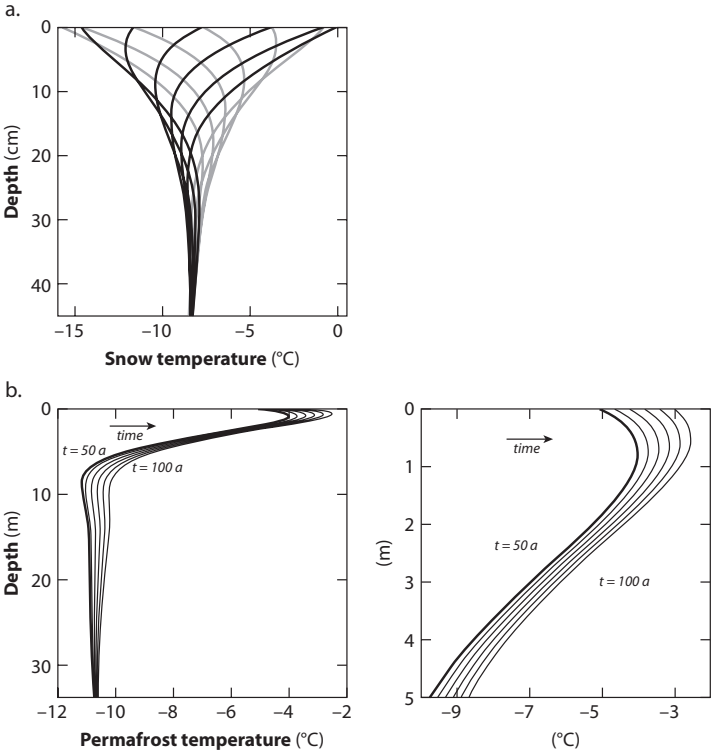 a.
0
10
20
30
40
Depth (cm)
−15
−10
−5
0
Snow temperature (°C)
b.
0
10
20
30
Depth (m)
time
t = 50 a
t = 100 a
−12
−10
−8
−6
−4
−2
Permafrost temperature (°C)
0
1
2
3
4
5
(m)
time
t = 50 a
t = 100 a
−9
−7
−5
−3
(°C)